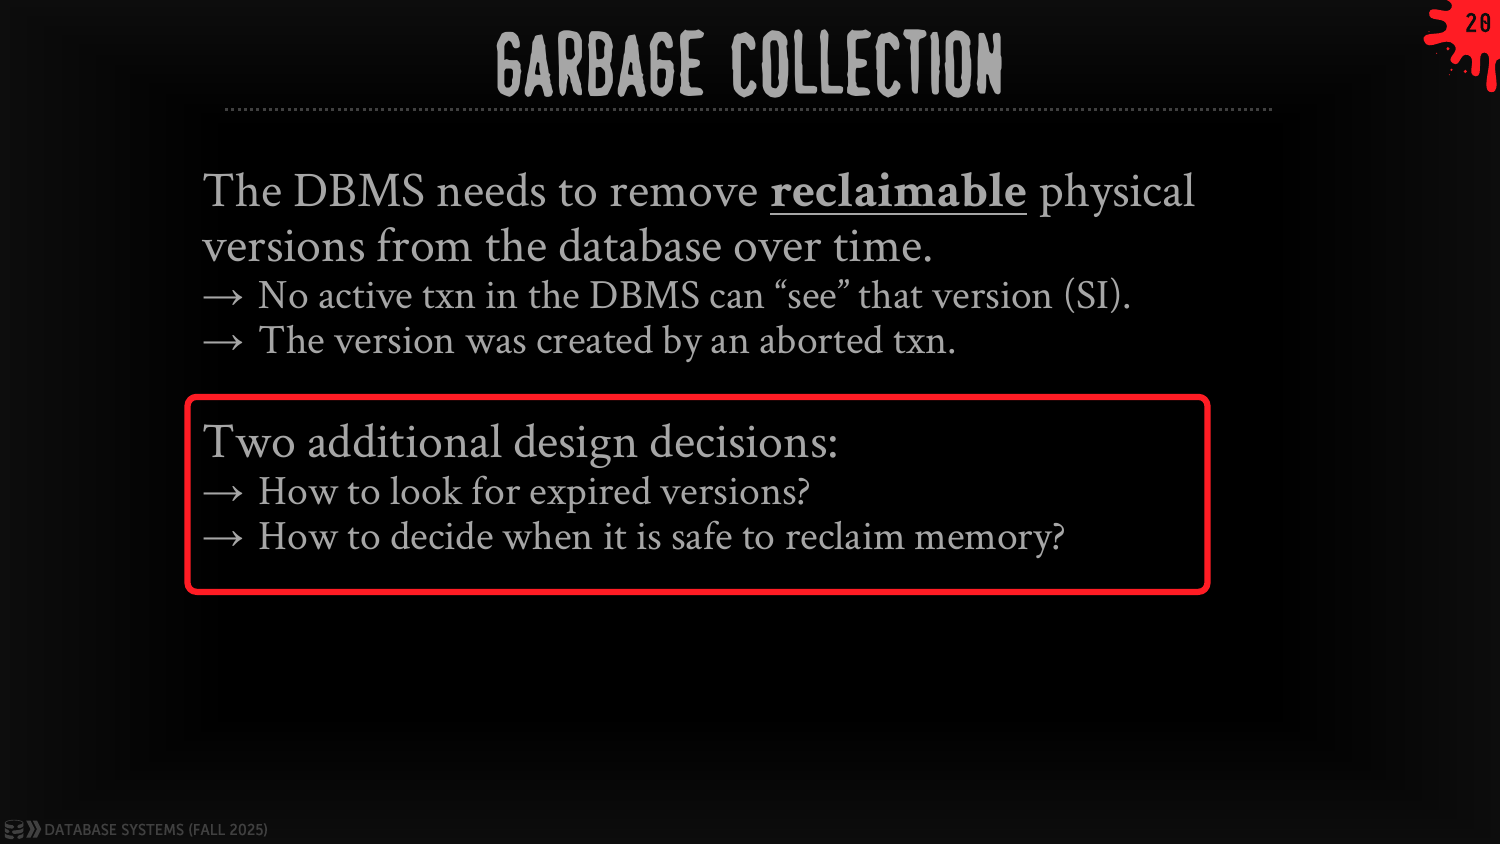 GARBAGE COLLECTION
20
The DBMS needs to remove reclaimable physical
versions from the database over time.
→ No active txn in the DBMS can “see” that version (SI).
→ The version was created by an aborted txn.
Two additional design decisions:
→ How to look for expired versions?
→ How to decide when it is safe to reclaim memory?
DATABASE SYSTEMS (FALL 2025)